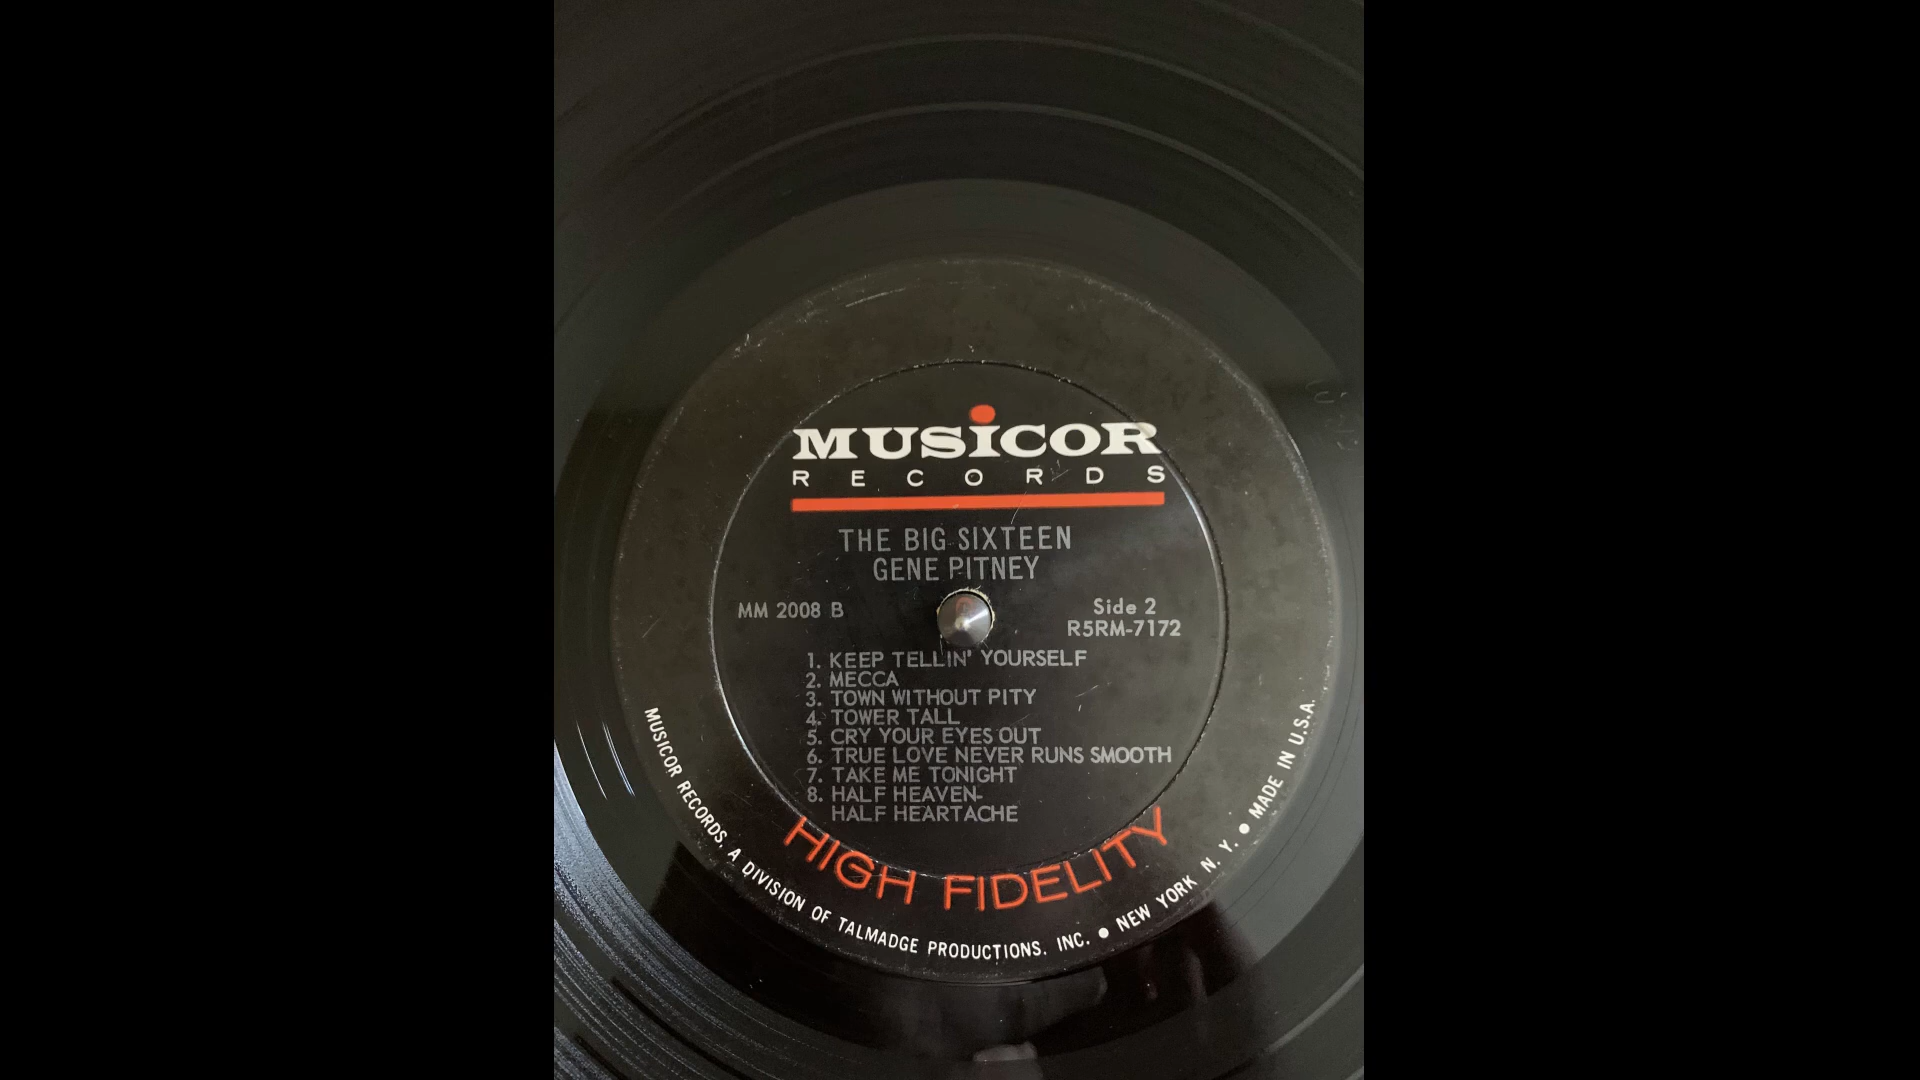 MUSiCOR
RECORDS
THE BIG SIXTEEN
GENE PITNEY
MM 2008 B
Side 2
R5RM-7172
1. KEEP TELLIN' YOURSELF
2. MECCA
3. TOWN WITHOUT PITY
4. TOWER TALL
5. CRY YOUR EYES OUT
6. TRUE LOVE NEVER RUNS SMOOTH
7. TAKE ME TONIGHT
8. HALF HEAVEN-
HALF HEARTACHE
HIGH FIDELITY
MUSICOR RECORDS, A DIVISION OF TALMADGE PRODUCTIONS, INC. ● NEW YORK N. Y. ● MADE IN U.S.A.